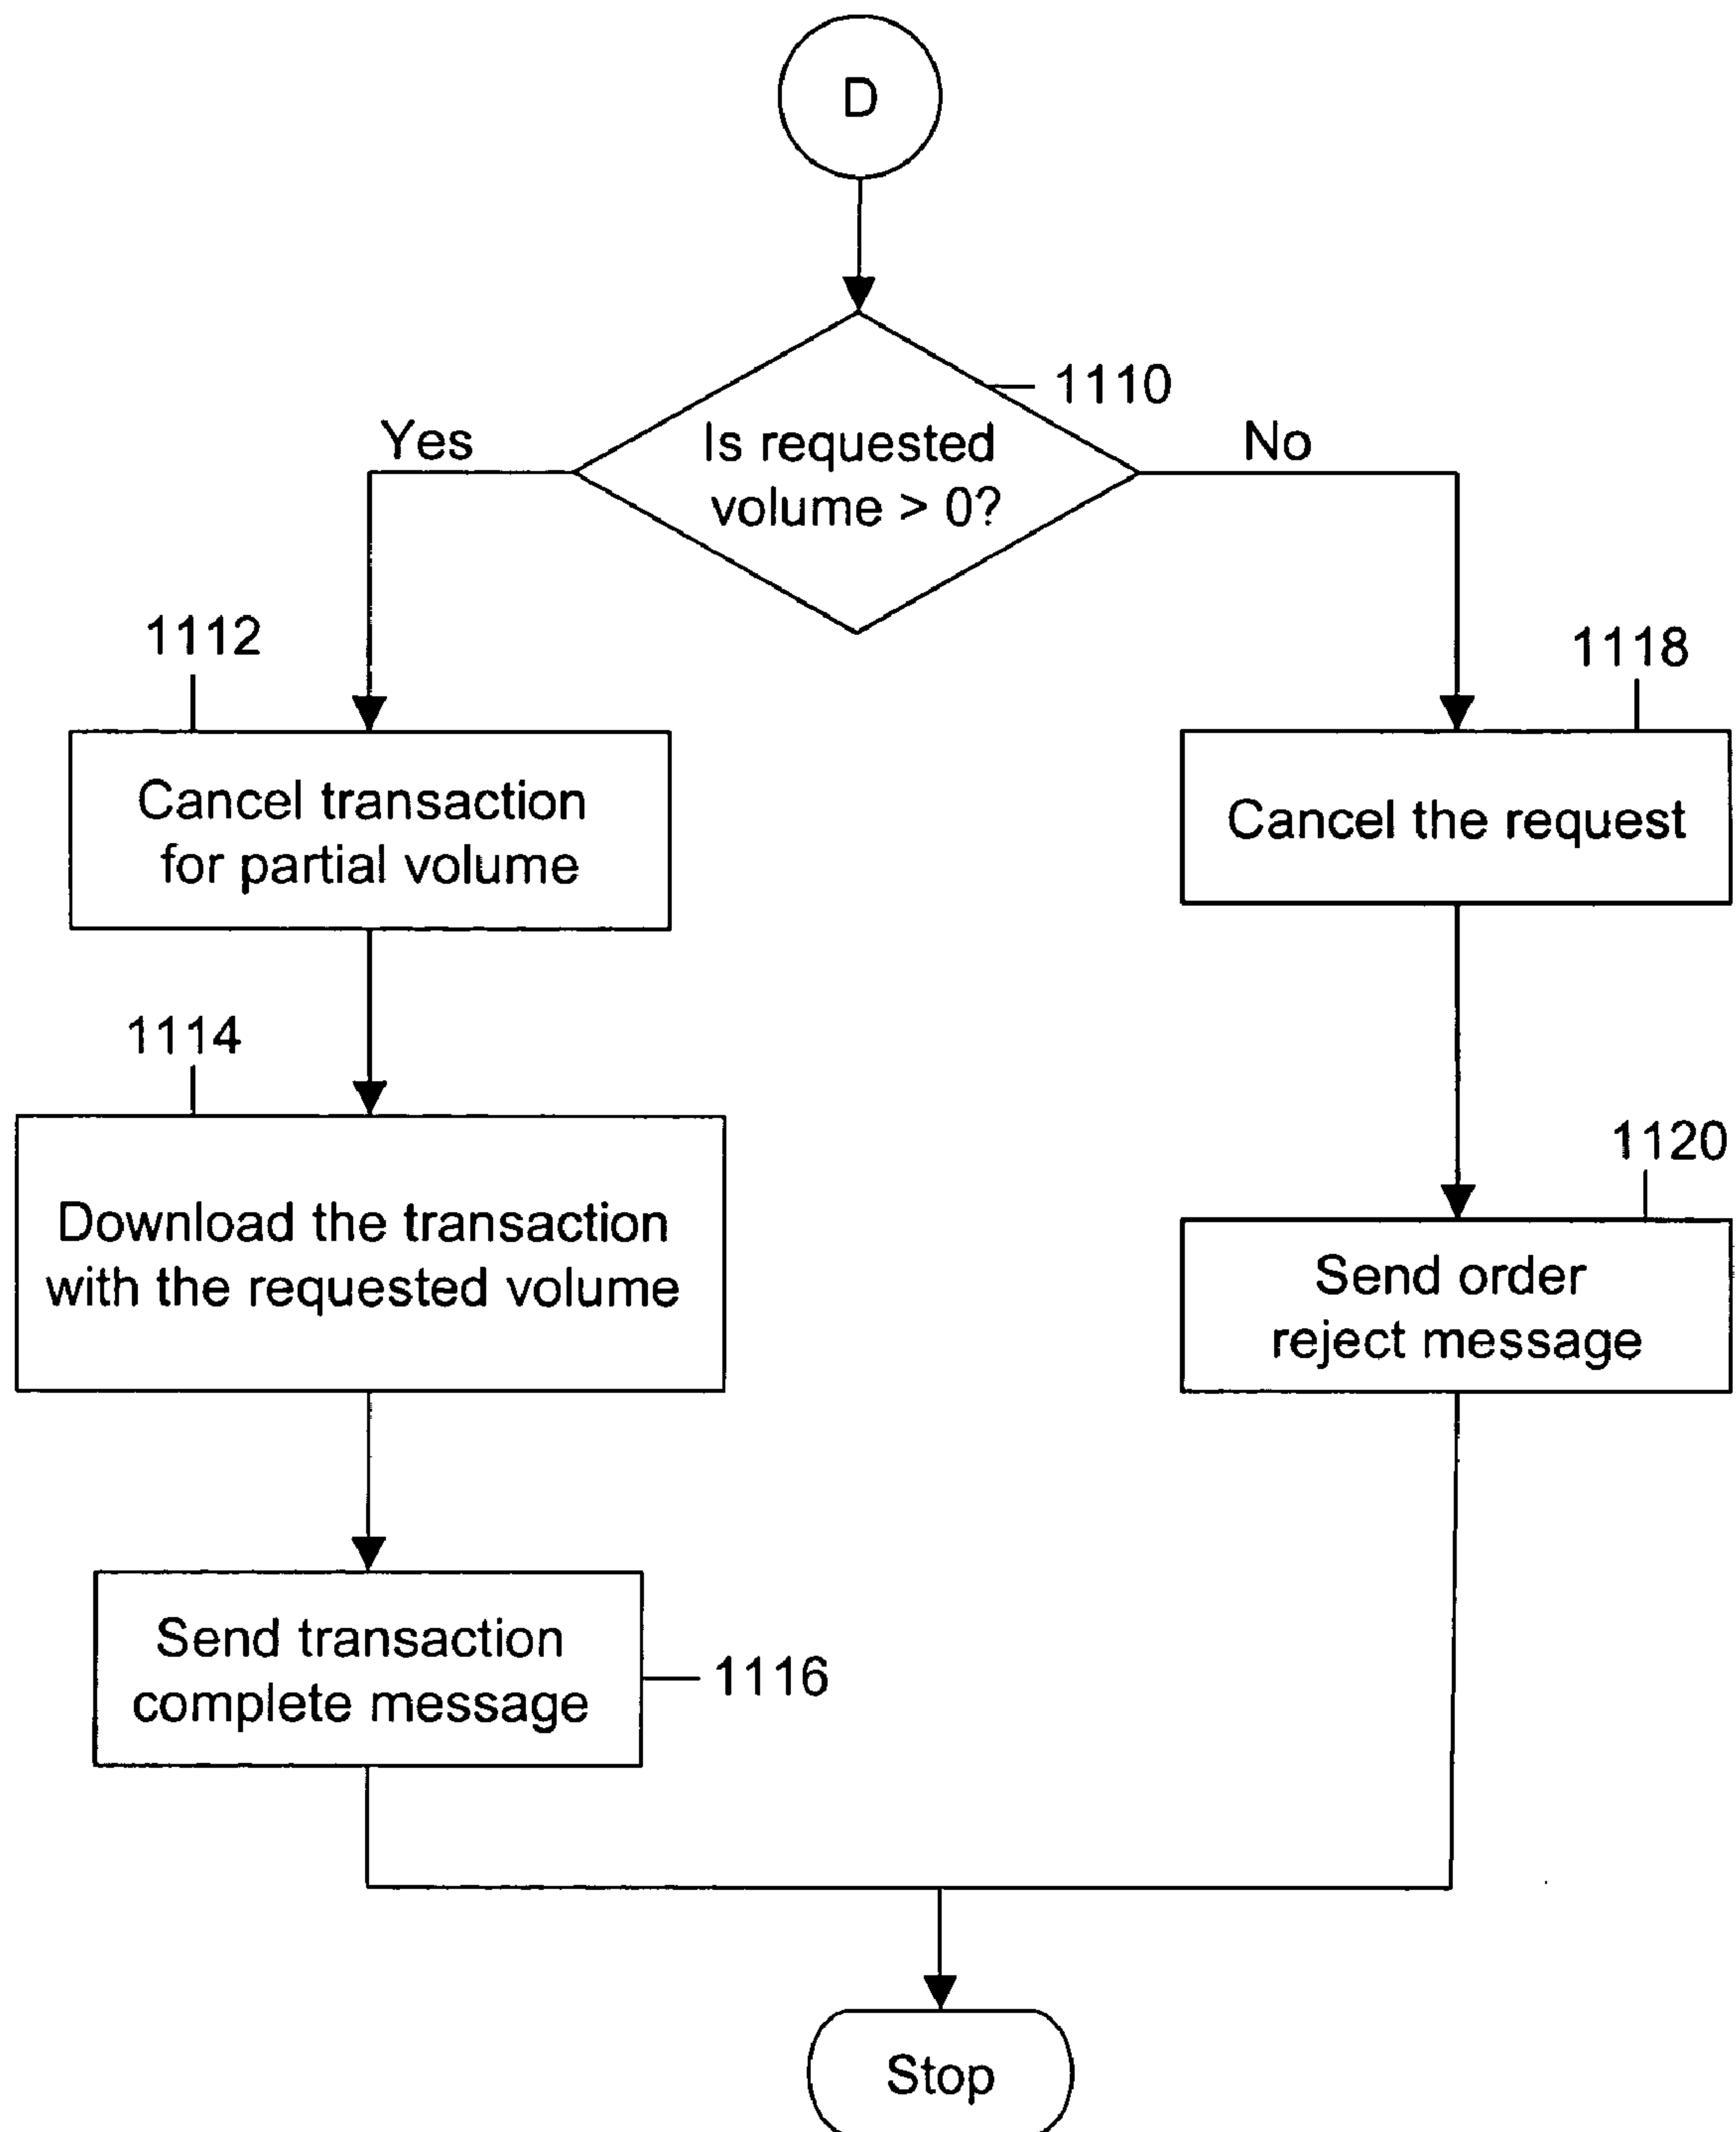 D
1110
Is requested
volume > 0?
Yes
No
1112
Cancel transaction
for partial volume
1118
Cancel the request
1114
Download the transaction
with the requested volume
1120
Send order
reject message
Send transaction
complete message
1116
Stop